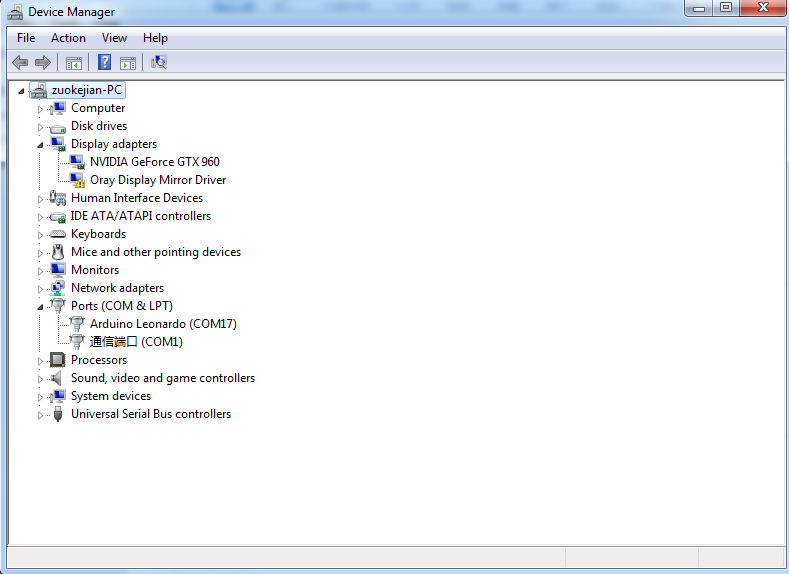 Device Manager
File Action View Help
zuokejian-PC
Computer
Disk drives
Display adapters
NVIDIA GeForce GTX 960
Oray Display Mirror Driver
Human Interface Devices
IDE ATA/ATAPI controllers
Keyboards
Mice and other pointing devices
Monitors
Network adapters
Ports (COM & LPT)
Arduino Leonardo (COM17)
通信端口 (COM1)
Processors
Sound, video and game controllers
System devices
Universal Serial Bus controllers